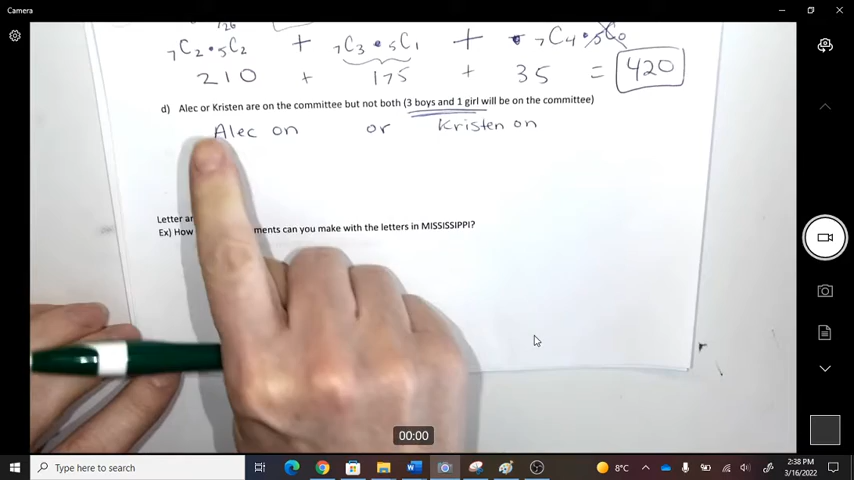 Camera
₇C₂ • ₅C₂ + ₇C₃ • ₅C₁ + • ₇C₄ • ₅C₀
210 + 175 + 35 = 420
d) Alec or Kristen are on the committee but not both (3 boys and 1 girl will be on the committee)
Alec on or Kristen on
Letter
Ex) How ments can you make with the letters in MISSISSIPPI?
00:00
Type here to search
8°C
2:38 PM
3/16/2022